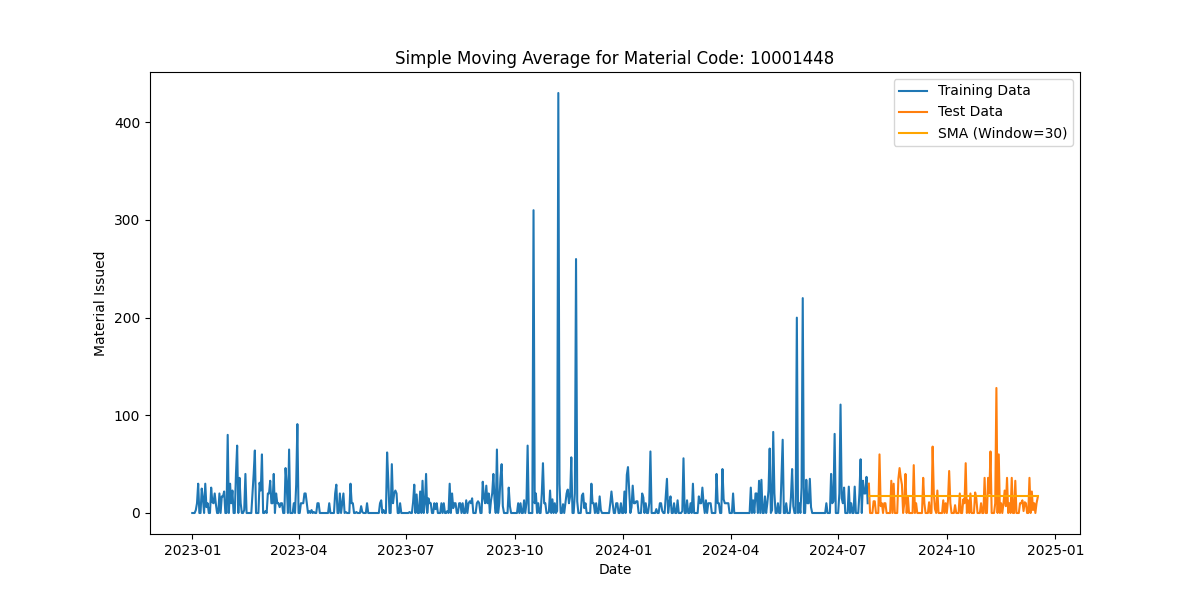 Simple Moving Average for Material Code: 10001448
Training Data
Test Data
SMA (Window=30)
Material Issued
400
300
200
100
0
2023-01 2023-04 2023-07 2023-10 2024-01 2024-04 2024-07 2024-10 2025-01
Date